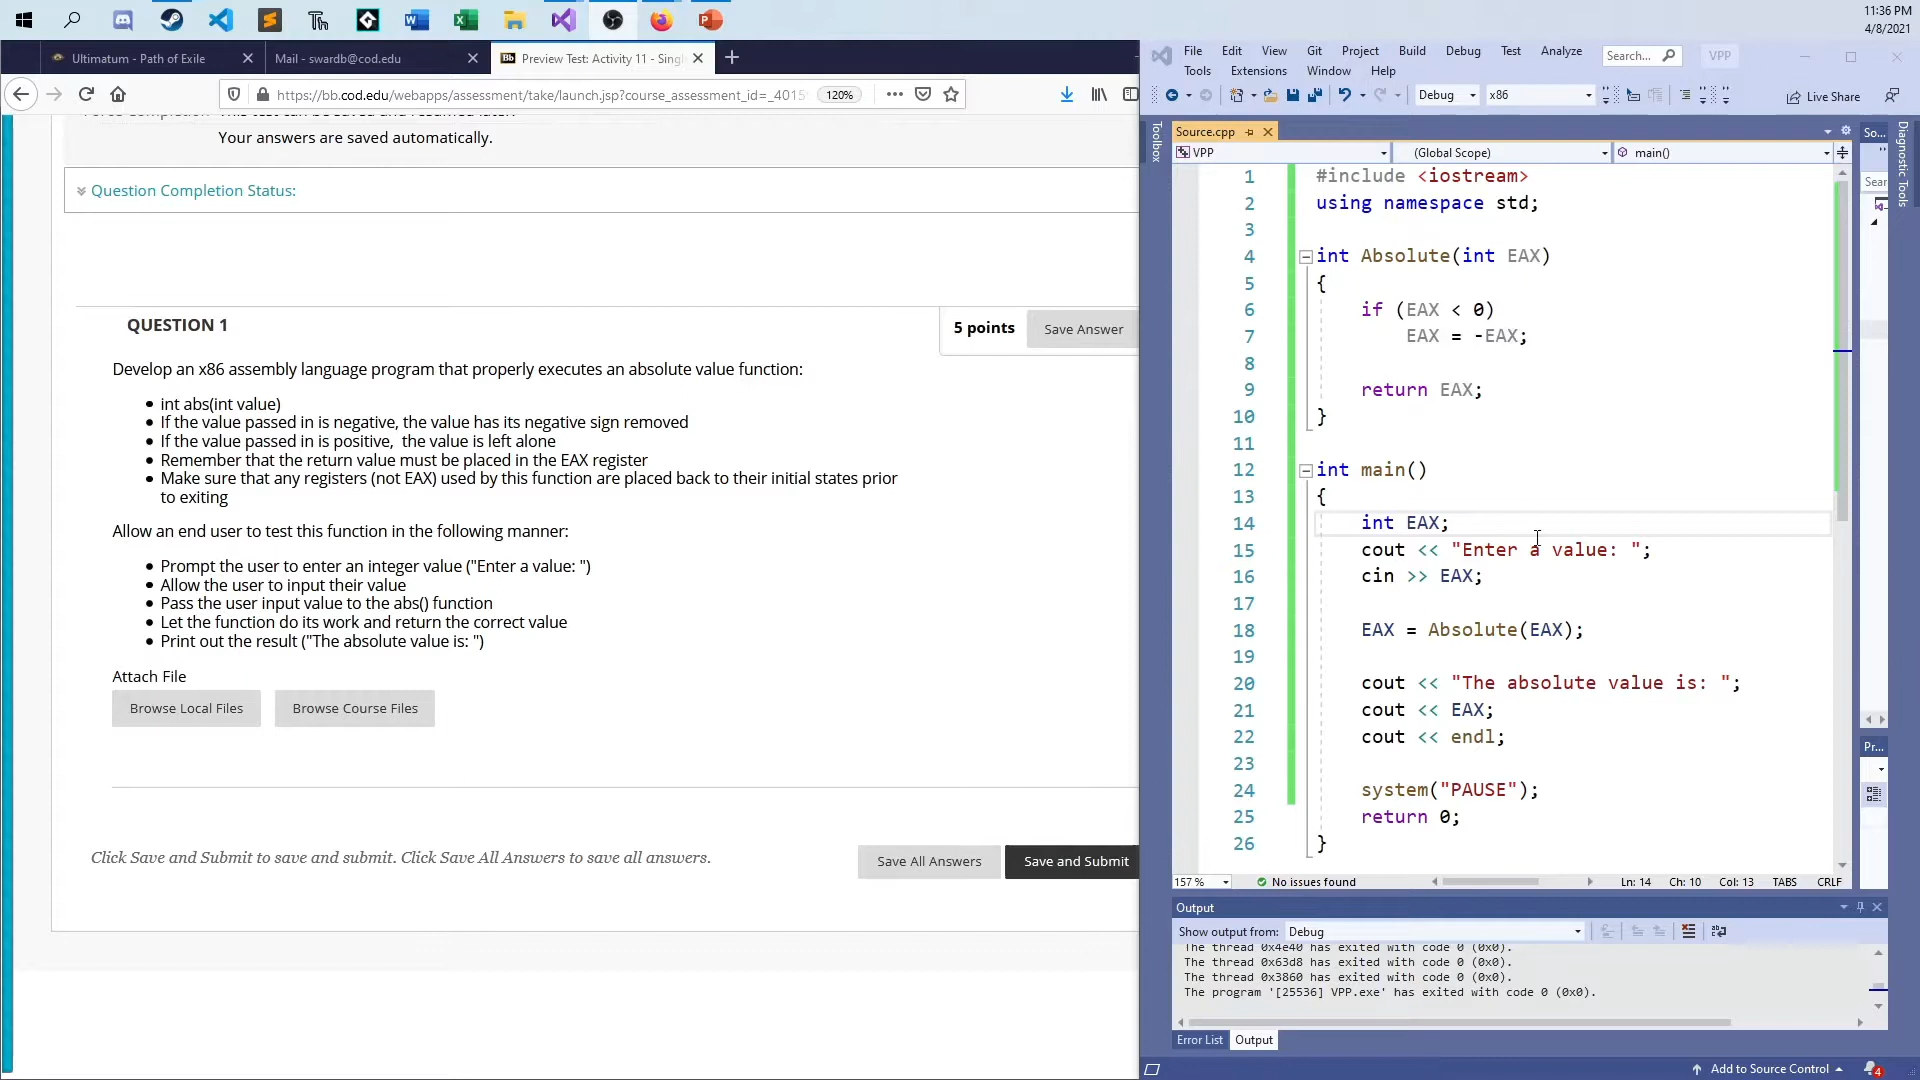 11:36 PM
4/8/2021
Ultimatum - Path of Exile
Mail - swardb@cod.edu
Bb Preview Test: Activity 11 - Singl
https://bb.cod.edu/webapps/assessment/take/launch.jsp?course_assessment_id=_4015
120%
Your answers are saved automatically.
Question Completion Status:
QUESTION 1
5 points
Save Answer
Develop an x86 assembly language program that properly executes an absolute value function:
int abs(int value)
If the value passed in is negative, the value has its negative sign removed
If the value passed in is positive, the value is left alone
Remember that the return value must be placed in the EAX register
Make sure that any registers (not EAX) used by this function are placed back to their initial states prior
to exiting
Allow an end user to test this function in the following manner:
Prompt the user to enter an integer value ("Enter a value: ")
Allow the user to input their value
Pass the user input value to the abs() function
Let the function do its work and return the correct value
Print out the result ("The absolute value is: ")
Attach File
Browse Local Files
Browse Course Files
Click Save and Submit to save and submit. Click Save All Answers to save all answers.
Save All Answers
Save and Submit
File Edit View Git Project Build Debug Test Analyze
Tools Extensions Window Help
Search...
VPP
Debug
x86
Live Share
Toolbox
Source.cpp
So...
Diagnostic Tools
VPP
(Global Scope)
main()
Sear
1 #include <iostream>
2 using namespace std;
3
4 int Absolute(int EAX)
5 {
6 if (EAX < 0)
7 EAX = -EAX;
8
9 return EAX;
10 }
11
12 int main()
13 {
14 int EAX;
15 cout << "Enter a value: ";
16 cin >> EAX;
17
18 EAX = Absolute(EAX);
19
20 cout << "The absolute value is: ";
21 cout << EAX;
22 cout << endl;
23
24 system("PAUSE");
25 return 0;
26 }
Pr...
157 %
No issues found
Ln: 14 Ch: 10 Col: 13 TABS CRLF
Output
Show output from: Debug
The thread 0x4e40 has exited with code 0 (0x0).
The thread 0x63d8 has exited with code 0 (0x0).
The thread 0x3860 has exited with code 0 (0x0).
The program '[25536] VPP.exe' has exited with code 0 (0x0).
Error List
Output
Add to Source Control
4